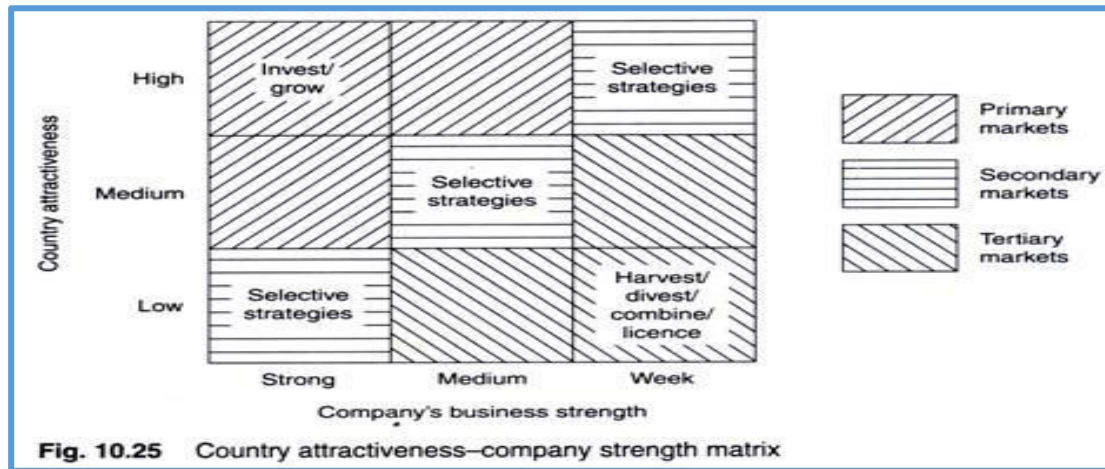 Country attractiveness
High
Invest/
grow
Selective
strategies
Medium
Selective
strategies
Low
Selective
strategies
Harvest/
divest/
combine/
licence
Strong
Medium
Week
Company's business strength
Primary
markets
Secondary
markets
Tertiary
markets
Fig. 10.25 Country attractiveness–company strength matrix